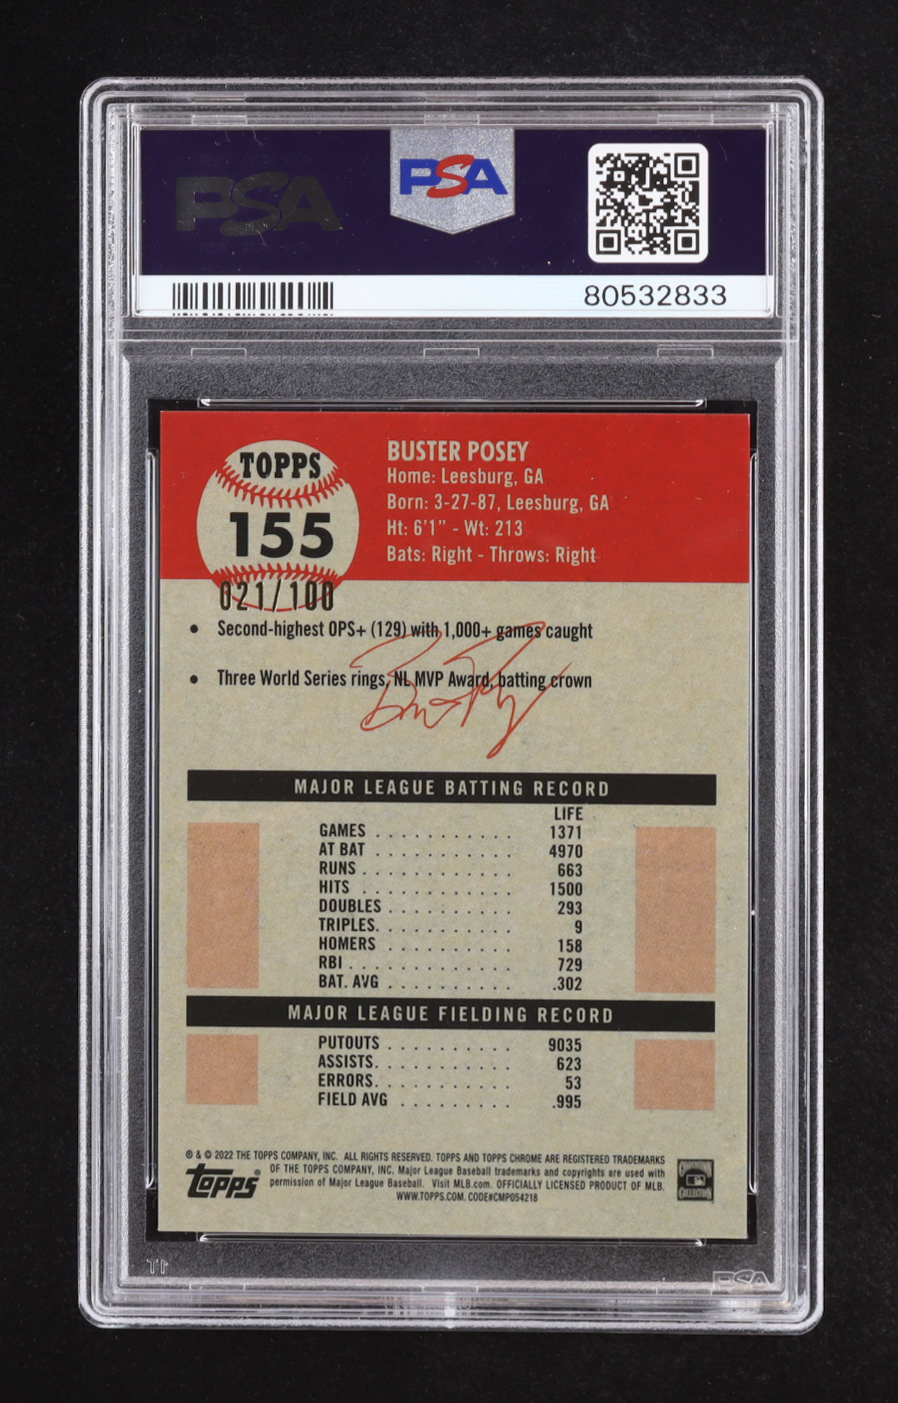 PSA
PSA
80532833
TOPPS
155
021/100
BUSTER POSEY
Home: Leesburg, GA
Born: 3-27-87, Leesburg, GA
Ht: 6'1" - Wt: 213
Bats: Right - Throws: Right
• Second-highest OPS+ (129) with 1,000+ games caught
• Three World Series rings, NL MVP Award, batting crown
MAJOR LEAGUE BATTING RECORD
LIFE
GAMES . . . . . . . . . . . 1371
AT BAT . . . . . . . . . . . 4970
RUNS . . . . . . . . . . . . 663
HITS . . . . . . . . . . . . 1500
DOUBLES . . . . . . . . . . 293
TRIPLES. . . . . . . . . . . 9
HOMERS . . . . . . . . . . . 158
RBI . . . . . . . . . . . . . 729
BAT. AVG . . . . . . . . . . .302
MAJOR LEAGUE FIELDING RECORD
PUTOUTS . . . . . . . . . . 9035
ASSISTS. . . . . . . . . . . 623
ERRORS. . . . . . . . . . . 53
FIELD AVG . . . . . . . . . .995
® & © 2022 THE TOPPS COMPANY, INC. ALL RIGHTS RESERVED. TOPPS AND TOPPS CHROME ARE REGISTERED TRADEMARKS
OF THE TOPPS COMPANY, INC. Major League Baseball trademarks and copyrights are used with
permission of Major League Baseball. Visit MLB.com. OFFICIALLY LICENSED PRODUCT OF MLB.
WWW.TOPPS.COM. CODE#CMP054218
Topps
PSA